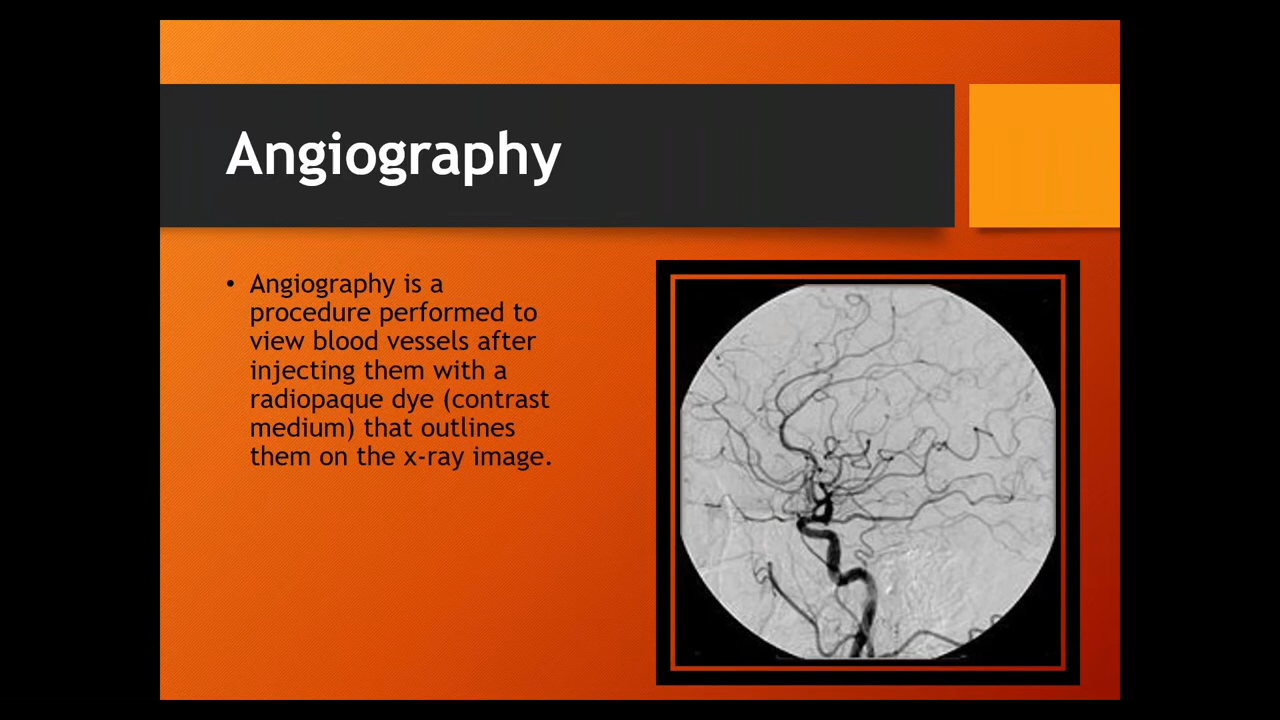 Angiography
• Angiography is a
procedure performed to
view blood vessels after
injecting them with a
radiopaque dye (contrast
medium) that outlines
them on the x-ray image.